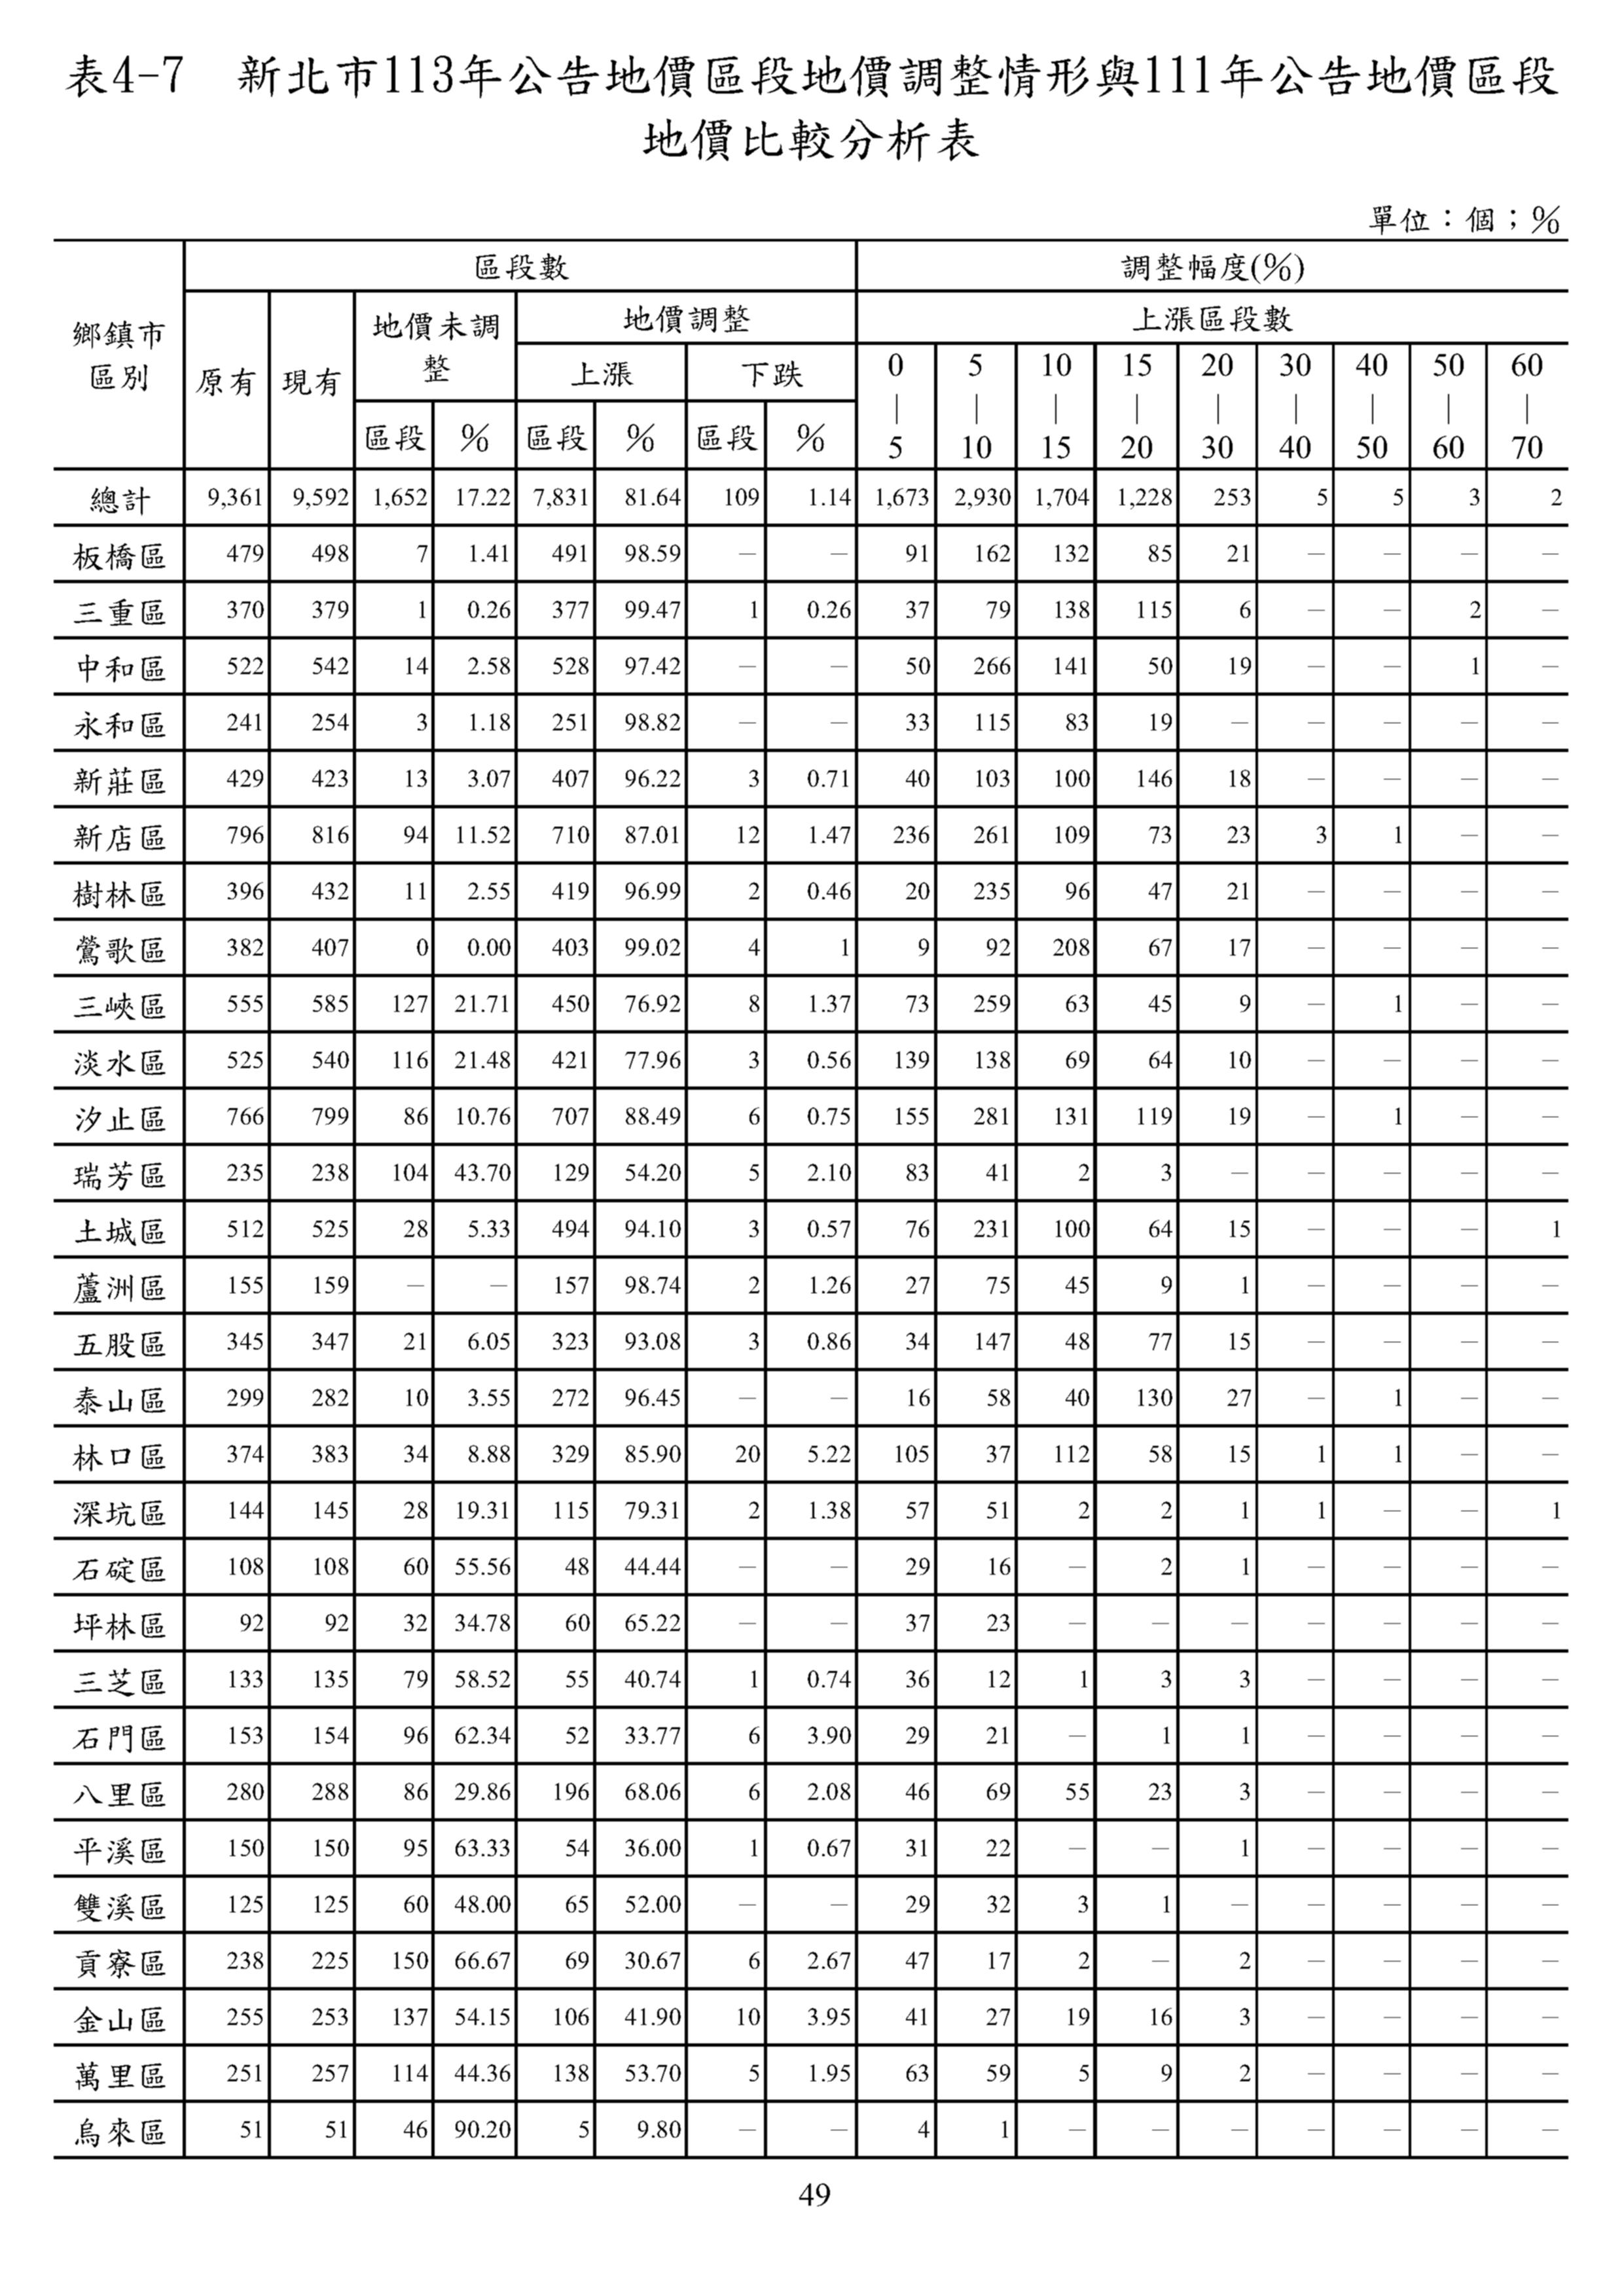 表4-7 新北市113年公告地價區段地價調整情形與111年公告地價區段
地價比較分析表
單位：個；%
鄉鎮市
區別
區段數
調整幅度(%)
原有
現有
地價未調
整
地價調整
上漲區段數
上漲
下跌
區段 % 區段 % 區段 %
0 5 10 15 20 30 40 50 60
｜ ｜ ｜ ｜ ｜ ｜ ｜ ｜ ｜
5 10 15 20 30 40 50 60 70
總計 9,361 9,592 1,652 17.22 7,831 81.64 109 1.14 1,673 2,930 1,704 1,228 253 5 5 3 2
板橋區 479 498 7 1.41 491 98.59 — — 91 162 132 85 21 — — — —
三重區 370 379 1 0.26 377 99.47 1 0.26 37 79 138 115 6 — — 2 —
中和區 522 542 14 2.58 528 97.42 — — 50 266 141 50 19 — — 1 —
永和區 241 254 3 1.18 251 98.82 — — 33 115 83 19 — — — — —
新莊區 429 423 13 3.07 407 96.22 3 0.71 40 103 100 146 18 — — — —
新店區 796 816 94 11.52 710 87.01 12 1.47 236 261 109 73 23 3 1 — —
樹林區 396 432 11 2.55 419 96.99 2 0.46 20 235 96 47 21 — — — —
鶯歌區 382 407 0 0.00 403 99.02 4 1 9 92 208 67 17 — — — —
三峽區 555 585 127 21.71 450 76.92 8 1.37 73 259 63 45 9 — 1 — —
淡水區 525 540 116 21.48 421 77.96 3 0.56 139 138 69 64 10 — — — —
汐止區 766 799 86 10.76 707 88.49 6 0.75 155 281 131 119 19 — 1 — —
瑞芳區 235 238 104 43.70 129 54.20 5 2.10 83 41 2 3 — — — — —
土城區 512 525 28 5.33 494 94.10 3 0.57 76 231 100 64 15 — — — 1
蘆洲區 155 159 — — 157 98.74 2 1.26 27 75 45 9 1 — — — —
五股區 345 347 21 6.05 323 93.08 3 0.86 34 147 48 77 15 — — — —
泰山區 299 282 10 3.55 272 96.45 — — 16 58 40 130 27 — 1 — —
林口區 374 383 34 8.88 329 85.90 20 5.22 105 37 112 58 15 1 1 — —
深坑區 144 145 28 19.31 115 79.31 2 1.38 57 51 2 2 1 1 — — 1
石碇區 108 108 60 55.56 48 44.44 — — 29 16 — 2 1 — — — —
坪林區 92 92 32 34.78 60 65.22 — — 37 23 — — — — — — —
三芝區 133 135 79 58.52 55 40.74 1 0.74 36 12 1 3 3 — — — —
石門區 153 154 96 62.34 52 33.77 6 3.90 29 21 — 1 1 — — — —
八里區 280 288 86 29.86 196 68.06 6 2.08 46 69 55 23 3 — — — —
平溪區 150 150 95 63.33 54 36.00 1 0.67 31 22 — — 1 — — — —
雙溪區 125 125 60 48.00 65 52.00 — — 29 32 3 1 — — — — —
貢寮區 238 225 150 66.67 69 30.67 6 2.67 47 17 2 — 2 — — — —
金山區 255 253 137 54.15 106 41.90 10 3.95 41 27 19 16 3 — — — —
萬里區 251 257 114 44.36 138 53.70 5 1.95 63 59 5 9 2 — — — —
烏來區 51 51 46 90.20 5 9.80 — — 4 1 — — — — — — —
49